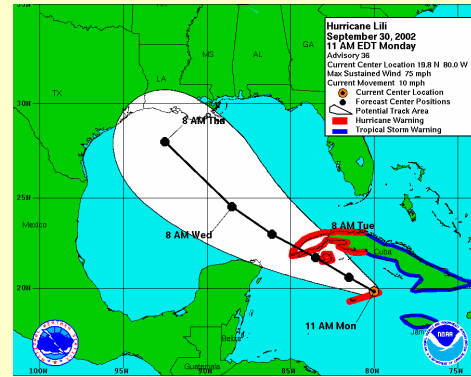 Hurricane Lili
September 30, 2002
11 AM EDT Monday
Advisory 36
Current Center Location 19.8 N 80.0 W
Max Sustained Wind 75 mph
Current Movement 10 mph
Current Center Location
Forecast Center Positions
Potential Track Area
Hurricane Warning
Tropical Storm Warning
NC
MS
AL
GA
TX
LA
30N
8 AM Thu
25N
Mexico
8 AM Wed
8 AM Tue
Cuba
20N
11 AM Mon
Belize
Guatemala
NOAA
100W
95W
90W
85W
80W
75W